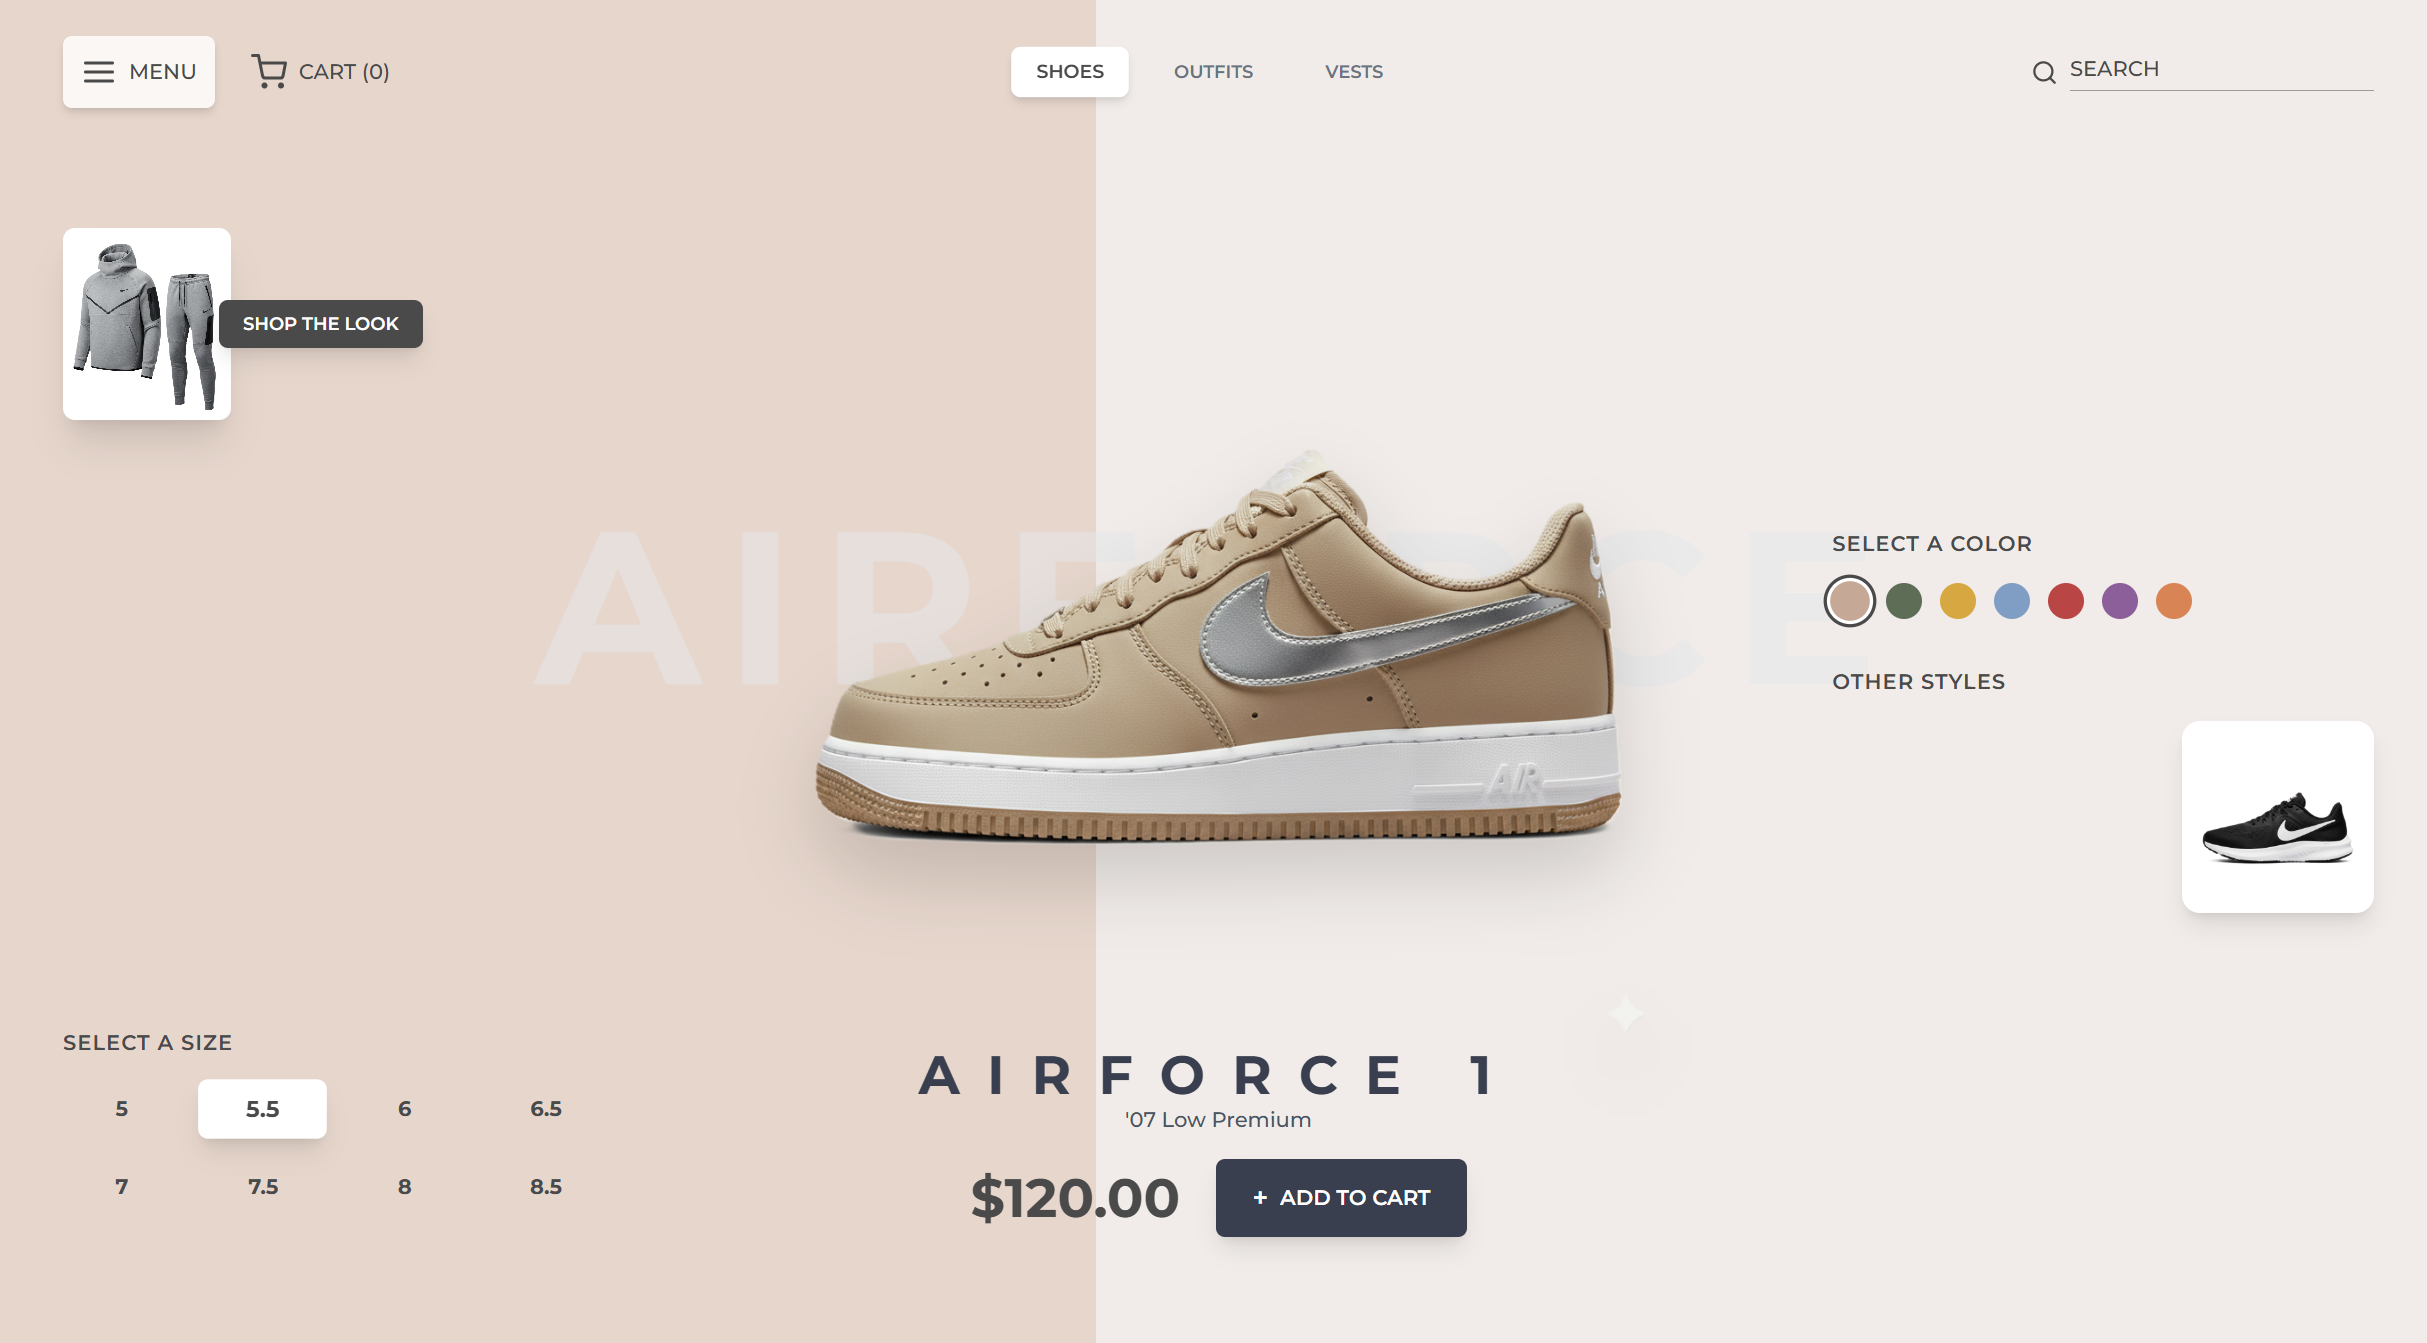 MENU
CART (0)
SHOES
OUTFITS
VESTS
SEARCH
SHOP THE LOOK
AIRFORCE
AIR
SELECT A COLOR
OTHER STYLES
SELECT A SIZE
5 5.5 6 6.5
7 7.5 8 8.5
AIRFORCE 1
'07 Low Premium
$120.00
+ ADD TO CART